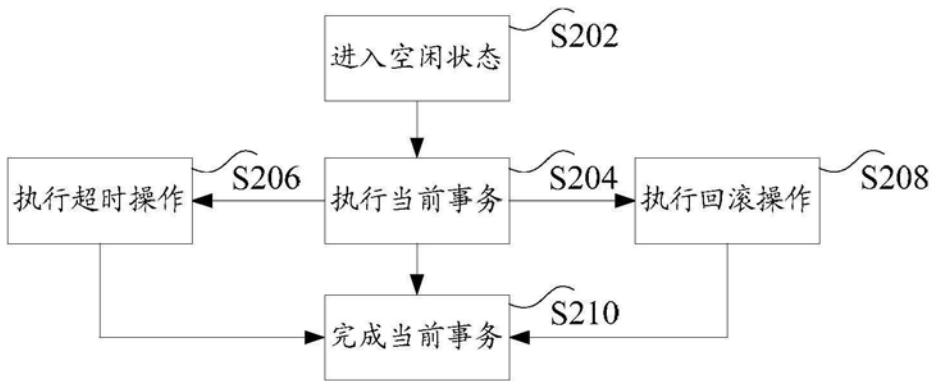 进入空闲状态
S202
执行超时操作
S206
执行当前事务
S204
执行回滚操作
S208
完成当前事务
S210